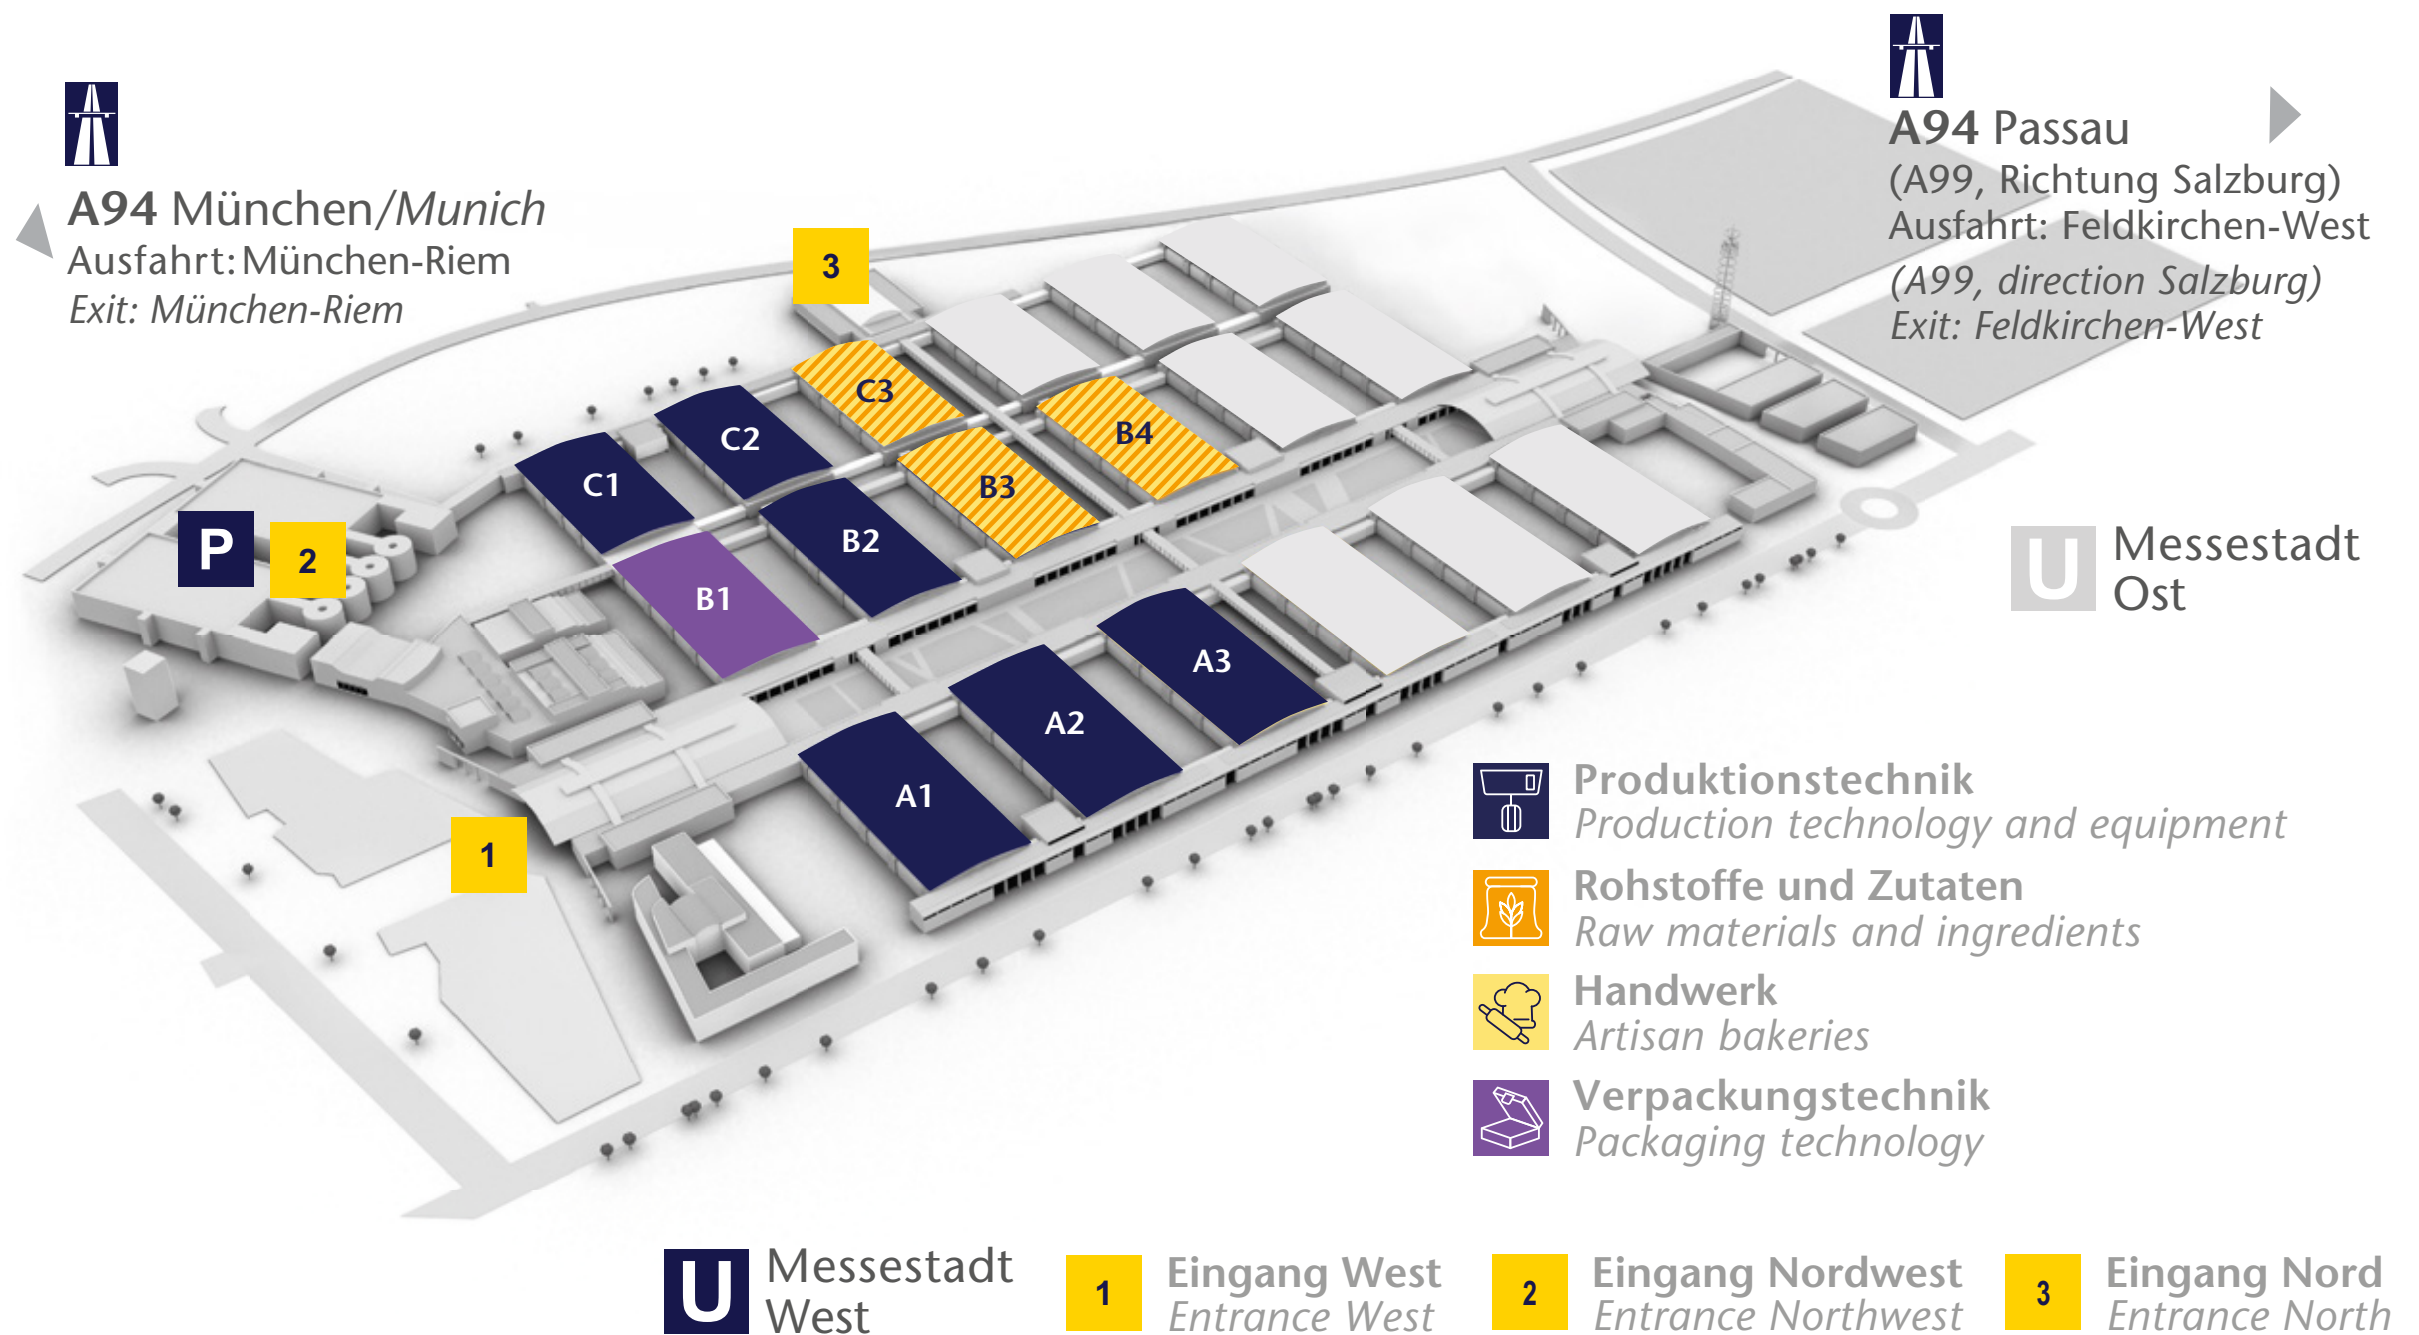 A94 München/Munich
Ausfahrt: München-Riem
Exit: München-Riem
A94 Passau
(A99, Richtung Salzburg)
Ausfahrt: Feldkirchen-West
(A99, direction Salzburg)
Exit: Feldkirchen-West
3
C3
C2
B4
C1
B3
B2
P
2
B1
U Messestadt
Ost
A3
A2
A1
1
Produktionstechnik
Production technology and equipment
Rohstoffe und Zutaten
Raw materials and ingredients
Handwerk
Artisan bakeries
Verpackungstechnik
Packaging technology
U Messestadt
West
1 Eingang West
Entrance West
2 Eingang Nordwest
Entrance Northwest
3 Eingang Nord
Entrance North